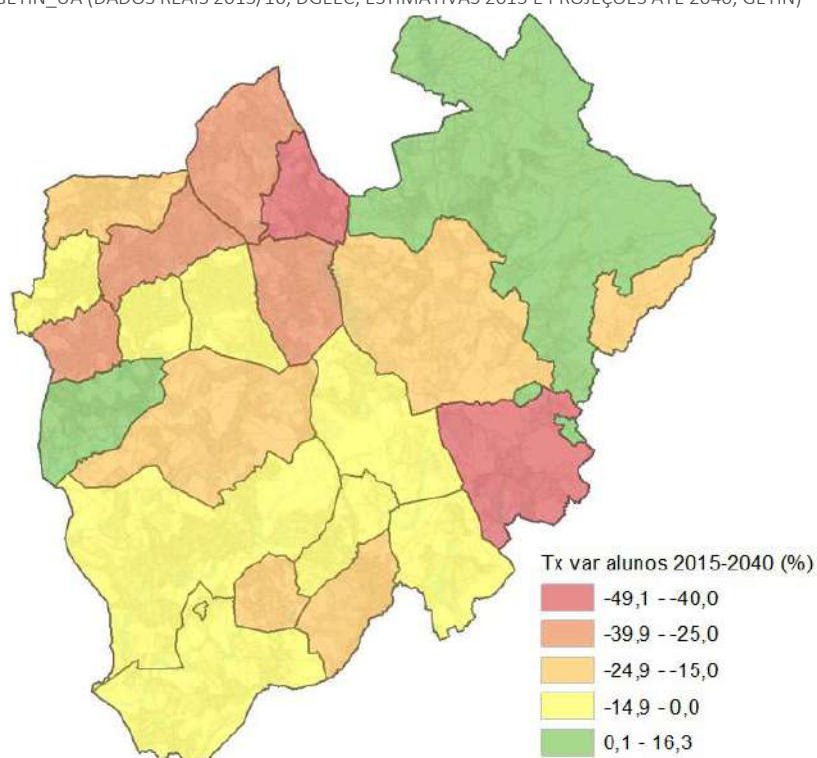 GETIN_UA (DADOS REAIS 2015/16, DGEEC; ESTIMATIVAS 2015 E PROJEÇÕES ATÉ 2040, GETIN)
Tx var alunos 2015-2040 (%)
-49,1 - -40,0
-39,9 - -25,0
-24,9 - -15,0
-14,9 - 0,0
0,1 - 16,3